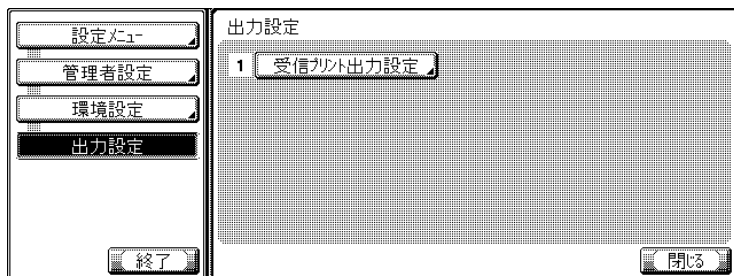 設定ﾒﾆｭｰ
管理者設定
環境設定
出力設定
終了
出力設定
1 受信ﾌﾟﾘﾝﾄ出力設定
閉じる